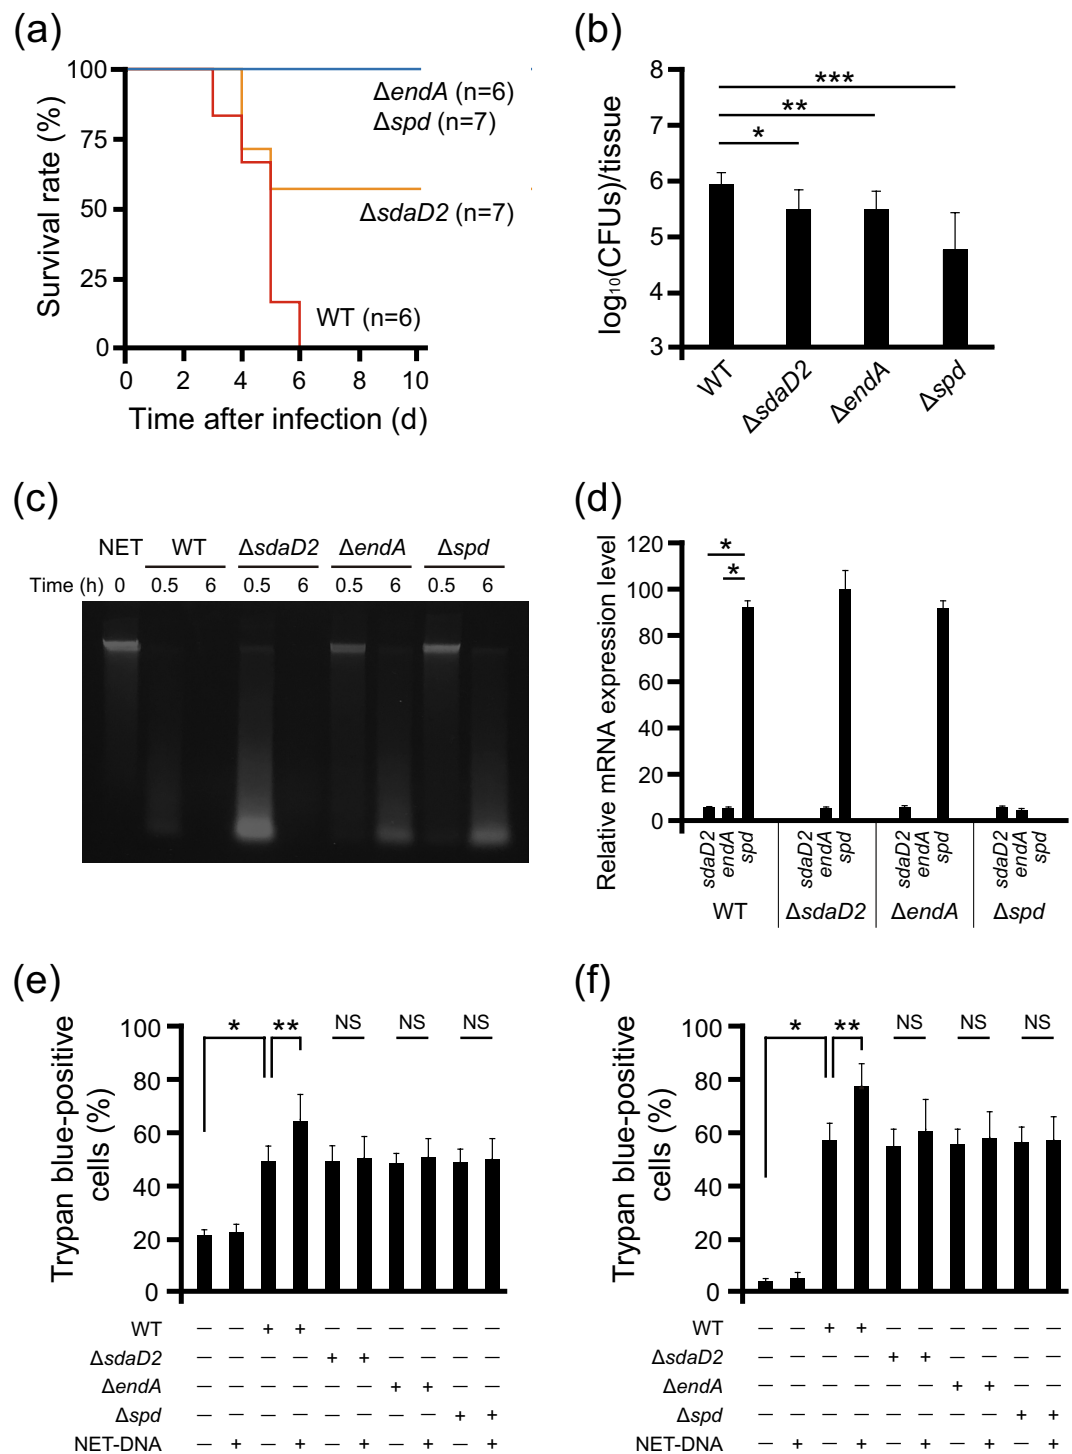 (a)
Survival rate (%)
100
75
50
25
0
0 2 4 6 8 10
Time after infection (d)
ΔendA (n=6)
Δspd (n=7)
ΔsdaD2 (n=7)
WT (n=6)
(b)
log10(CFUs)/tissue
8
7
6
5
4
3
***
**
*
WT ΔsdaD2 ΔendA Δspd
(c)
NET WT ΔsdaD2 ΔendA Δspd
Time (h) 0 0.5 6 0.5 6 0.5 6 0.5 6
(d)
Relative mRNA expression level
120
100
80
60
40
20
0
*
*
sdaD2 endA spd sdaD2 endA spd sdaD2 endA spd sdaD2 endA spd
WT ΔsdaD2 ΔendA Δspd
(e)
Trypan blue-positive
cells (%)
100
80
60
40
20
0
* ** NS NS NS
WT – – + + – – – – – –
ΔsdaD2 – – – – + + – – – –
ΔendA – – – – – – + + – –
Δspd – – – – – – – – + +
NET-DNA – + – + – + – + – +
(f)
Trypan blue-positive
cells (%)
100
80
60
40
20
0
* ** NS NS NS
WT – – + + – – – – – –
ΔsdaD2 – – – – + + – – – –
ΔendA – – – – – – + + – –
Δspd – – – – – – – – + +
NET-DNA – + – + – + – + – +